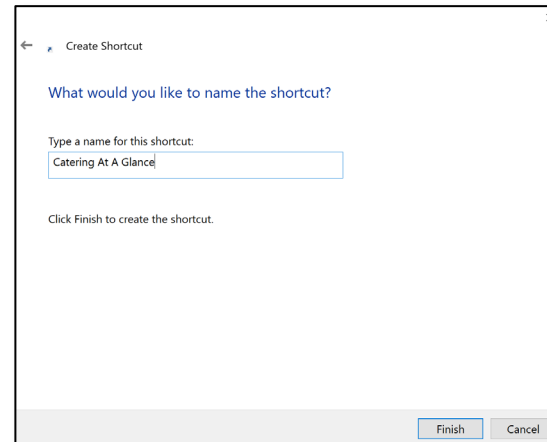 Create Shortcut
What would you like to name the shortcut?
Type a name for this shortcut:
Catering At A Glance
Click Finish to create the shortcut.
Finish Cancel